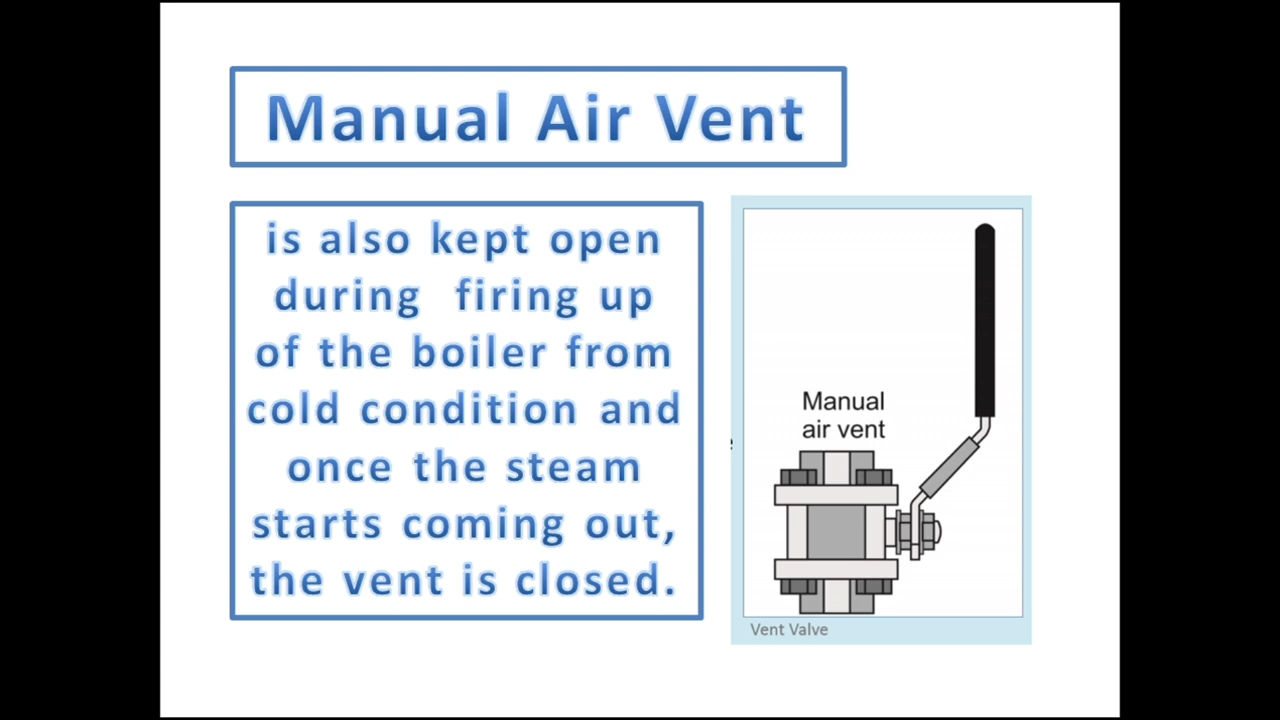 Manual Air Vent
is also kept open
during firing up
of the boiler from
cold condition and
once the steam
starts coming out,
the vent is closed.
Manual
air vent
Vent Valve